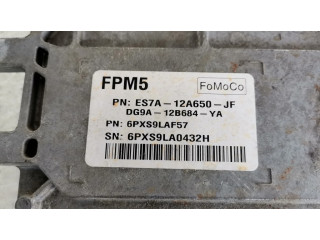 FPM5
FoMoCo
PN: ES7A-12A650-JF
DG9A-12B684-YA
PN: 6PXS9LAF57
SN: 6PXS9LA0432H